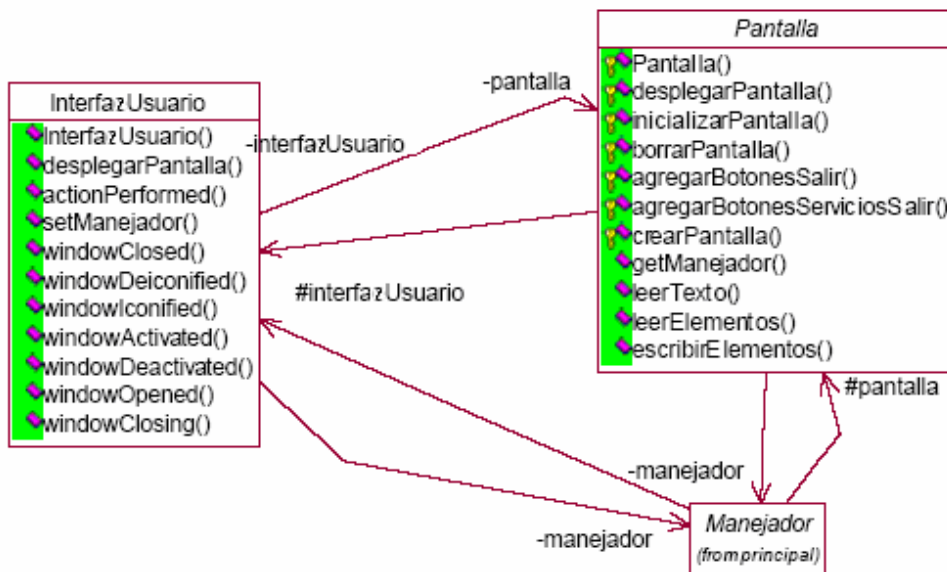 Pantalla
Pantalla()
desplegarPantalla()
inicializarPantalla()
borrarPantalla()
agregarBotonesSalir()
agregarBotonesServiciosSalir()
crearPantalla()
getManejador()
leerTexto()
leerElementos()
escribirElementos()
-pantalla
InterfazUsuario
InterfazUsuario()
desplegarPantalla()
actionPerformed()
setManejador()
windowClosed()
windowDeiconified()
windowIconified()
windowActivated()
windowDeactivated()
windowOpened()
windowClosing()
-interfazUsuario
#interfazUsuario
#pantalla
-manejador
-manejador
Manejador
(from principal)